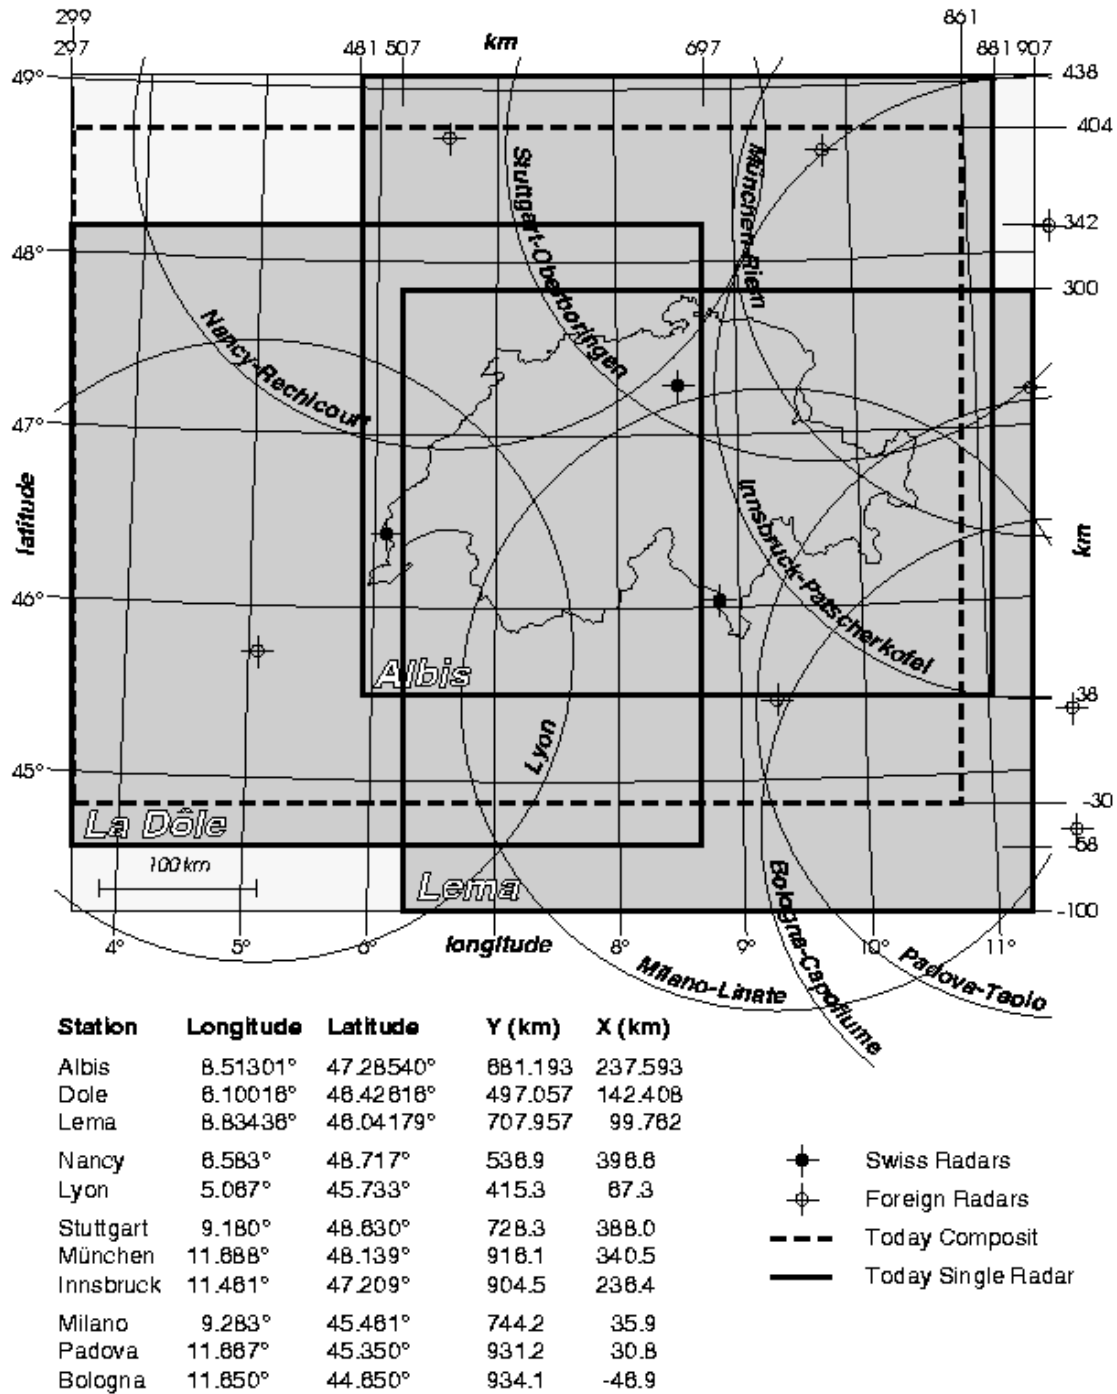 299
861
297
481 507
km
697
881 907
49°
438
404
342
48°
300
Stuttgart-Oberboringen
München-Riem
Nancy-Rechicourt
47°
latitude
km
Innsbruck-Patscherkofel
46°
Albis
38
Lyon
45°
-30
La Dôle
-58
100 km
Lema
-100
4°
5°
6°
longitude
8°
9°
10°
11°
Milano-Linate
Bologna-Capofiume
Padova-Teolo
Station Longitude Latitude Y (km) X (km)
Albis 8.51301° 47.28540° 681.193 237.593
Dole 6.10016° 46.42616° 497.057 142.408
Lema 8.83436° 46.04179° 707.957 99.762
Nancy 6.583° 48.717° 536.9 396.6
Lyon 5.067° 45.733° 415.3 67.3
Stuttgart 9.180° 48.630° 728.3 388.0
München 11.688° 48.139° 916.1 340.5
Innsbruck 11.461° 47.209° 904.5 236.4
Milano 9.283° 45.461° 744.2 35.9
Padova 11.667° 45.350° 931.2 30.8
Bologna 11.650° 44.650° 934.1 -46.9
Swiss Radars
Foreign Radars
Today Composit
Today Single Radar